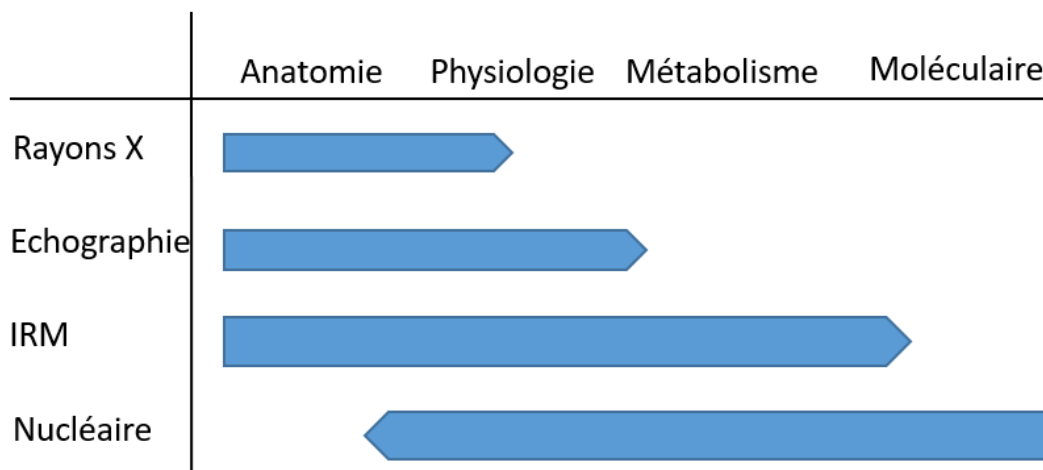 Anatomie Physiologie Métabolisme Moléculaire
Rayons X
Echographie
IRM
Nucléaire